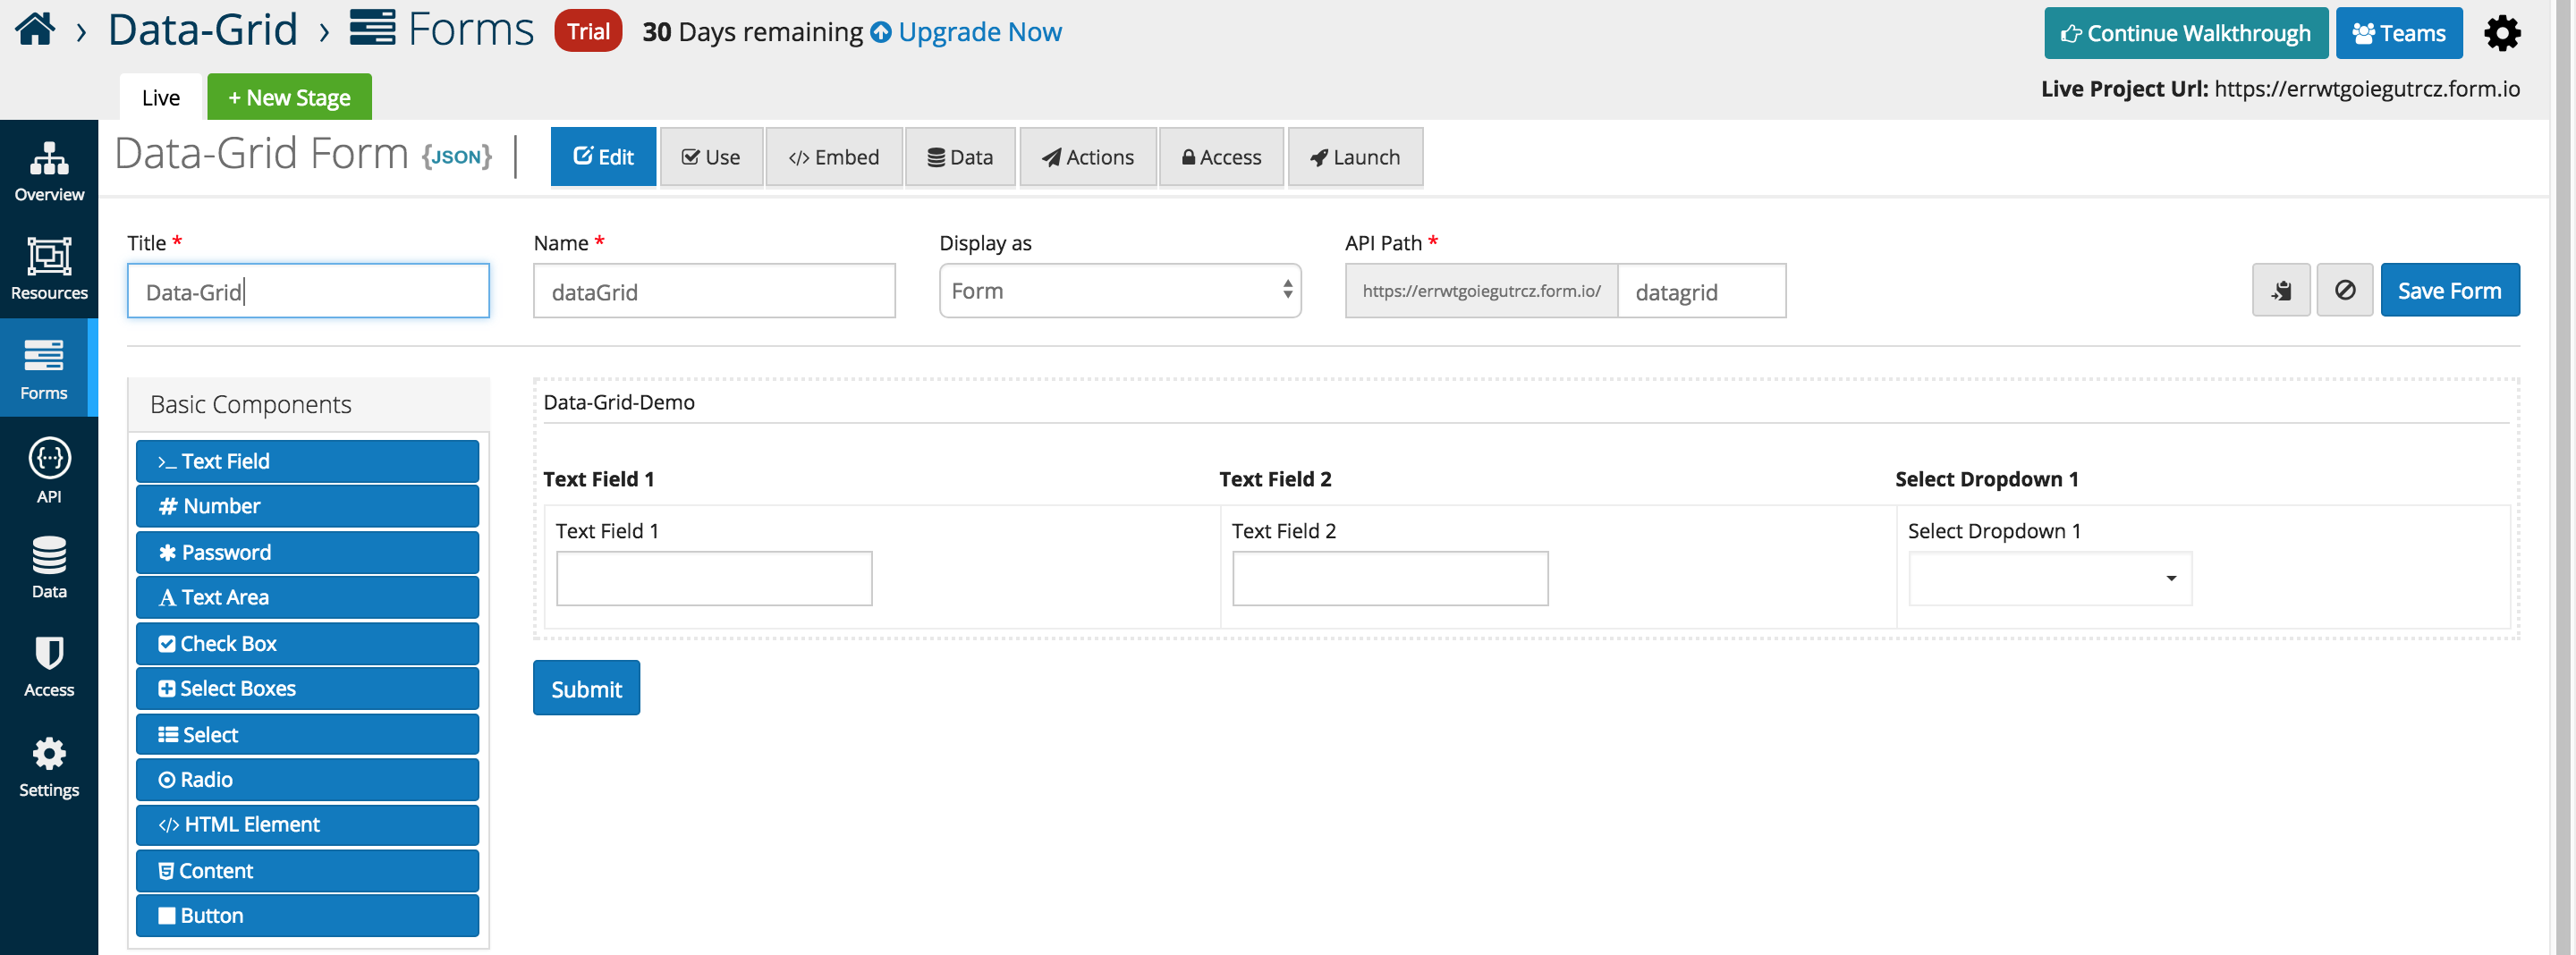 › Data-Grid › Forms Trial 30 Days remaining Upgrade Now Continue Walkthrough Teams
Live + New Stage Live Project Url: https://errwtgoiegutrcz.form.io
Data-Grid Form {JSON} | Edit Use </> Embed Data Actions Access Launch
Overview
Resources
Forms
API
Data
Access
Settings
Title * Name * Display as API Path *
Data-Grid dataGrid Form https://errwtgoiegutrcz.form.io/ datagrid Save Form
Basic Components
>_ Text Field
# Number
* Password
A Text Area
Check Box
Select Boxes
Select
Radio
</> HTML Element
Content
Button
Data-Grid-Demo
Text Field 1 Text Field 2 Select Dropdown 1
Text Field 1 Text Field 2 Select Dropdown 1
Submit